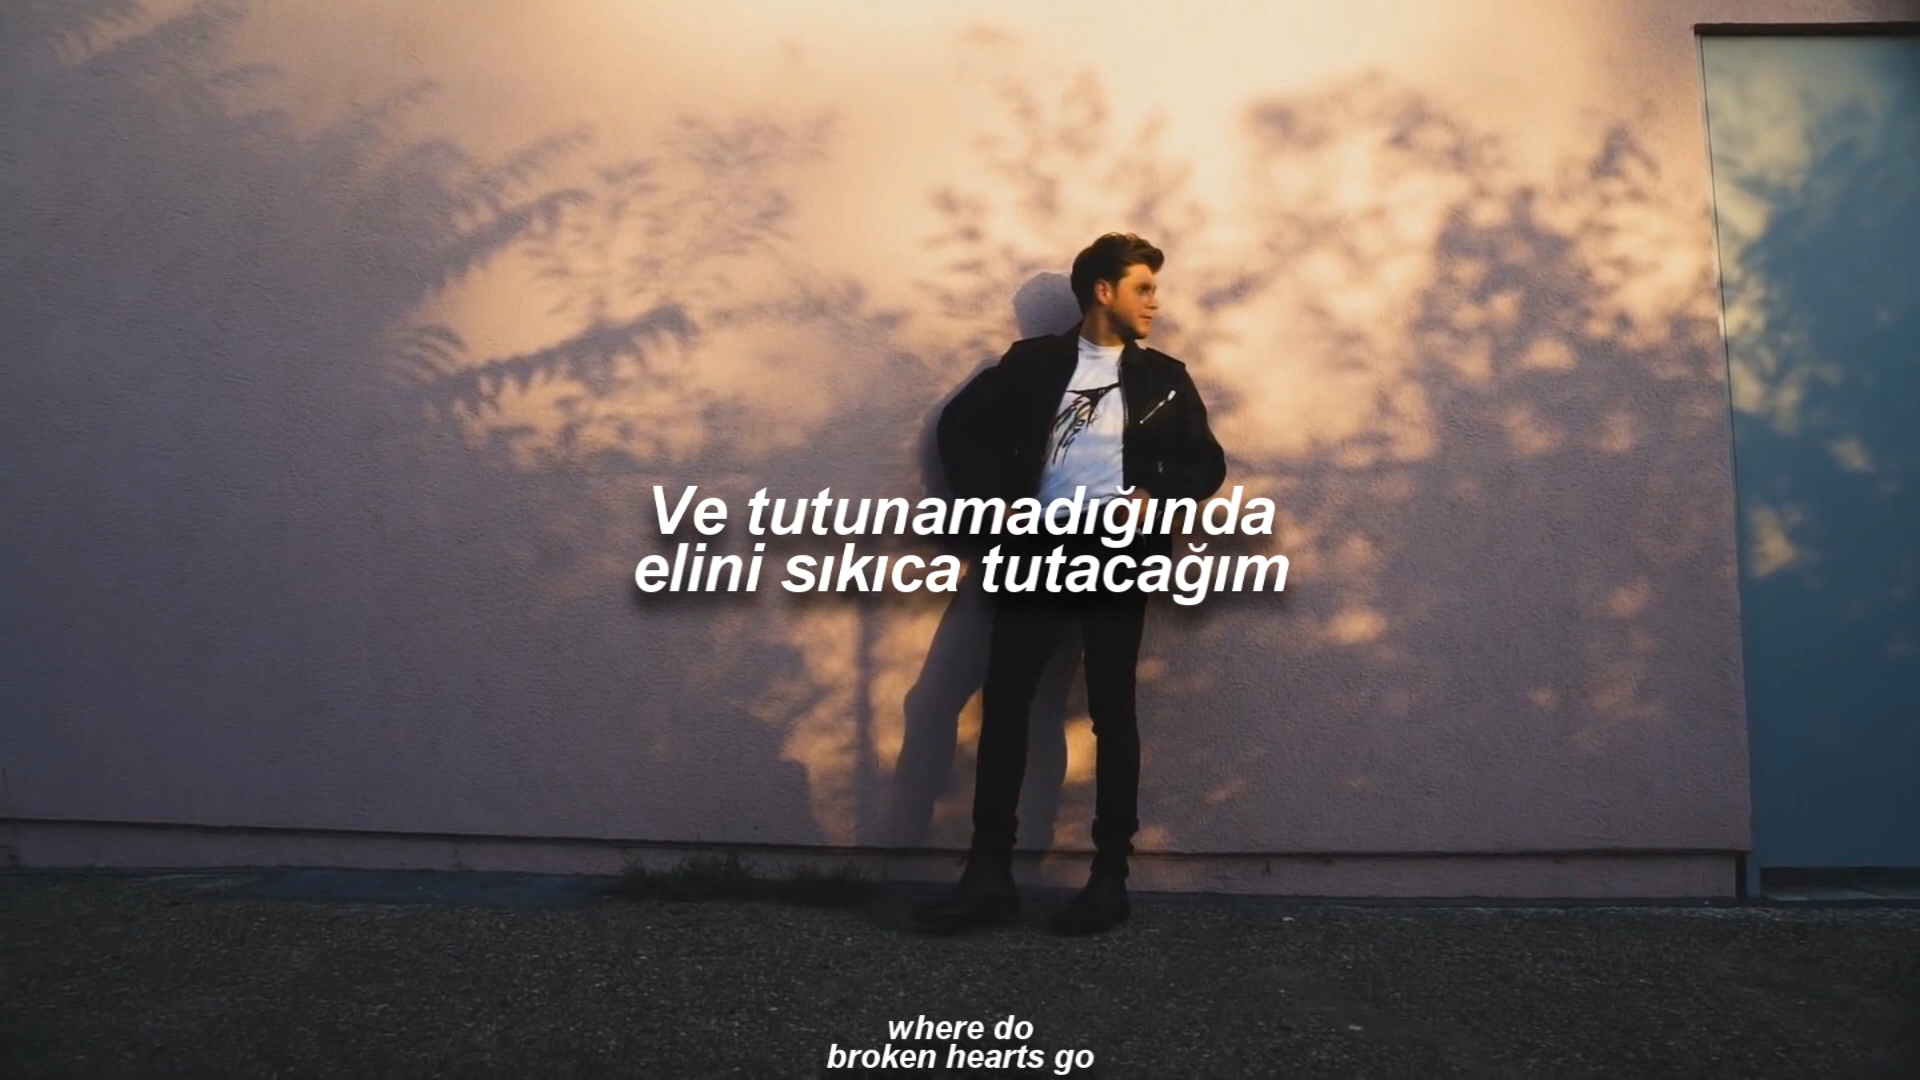 Ve tutunamadığında
elini sıkıca tutacağım
where do
broken hearts go